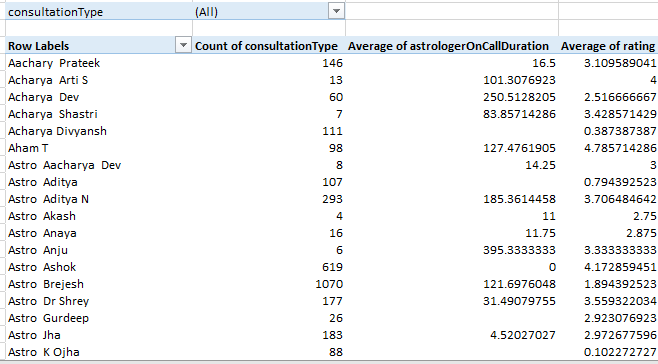 consultationType (All)
Row Labels Count of consultationType Average of astrologerOnCallDuration Average of rating
Aachary Prateek 146 16.5 3.109589041
Acharya Arti S 13 101.3076923 4
Acharya Dev 60 250.5128205 2.516666667
Acharya Shastri 7 83.85714286 3.428571429
Acharya Divyansh 111 0.387387387
Aham T 98 127.4761905 4.785714286
Astro Aacharya Dev 8 14.25 3
Astro Aditya 107 0.794392523
Astro Aditya N 293 185.3614458 3.706484642
Astro Akash 4 11 2.75
Astro Anaya 16 11.75 2.875
Astro Anju 6 395.3333333 3.333333333
Astro Ashok 619 0 4.172859451
Astro Brejesh 1070 121.6976048 1.894392523
Astro Dr Shrey 177 31.49079755 3.559322034
Astro Gurdeep 26 2.923076923
Astro Jha 183 4.52027027 2.972677596
Astro K Ojha 88 0.102272727